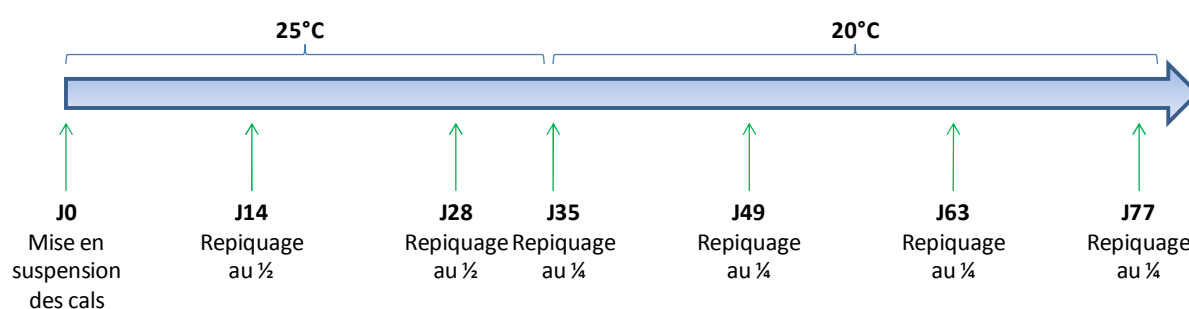 25°C
20°C
J0
Mise en
suspension
des cals
J14
Repiquage
au ½
J28
Repiquage
au ½
J35
Repiquage
au ¼
J49
Repiquage
au ¼
J63
Repiquage
au ¼
J77
Repiquage
au ¼